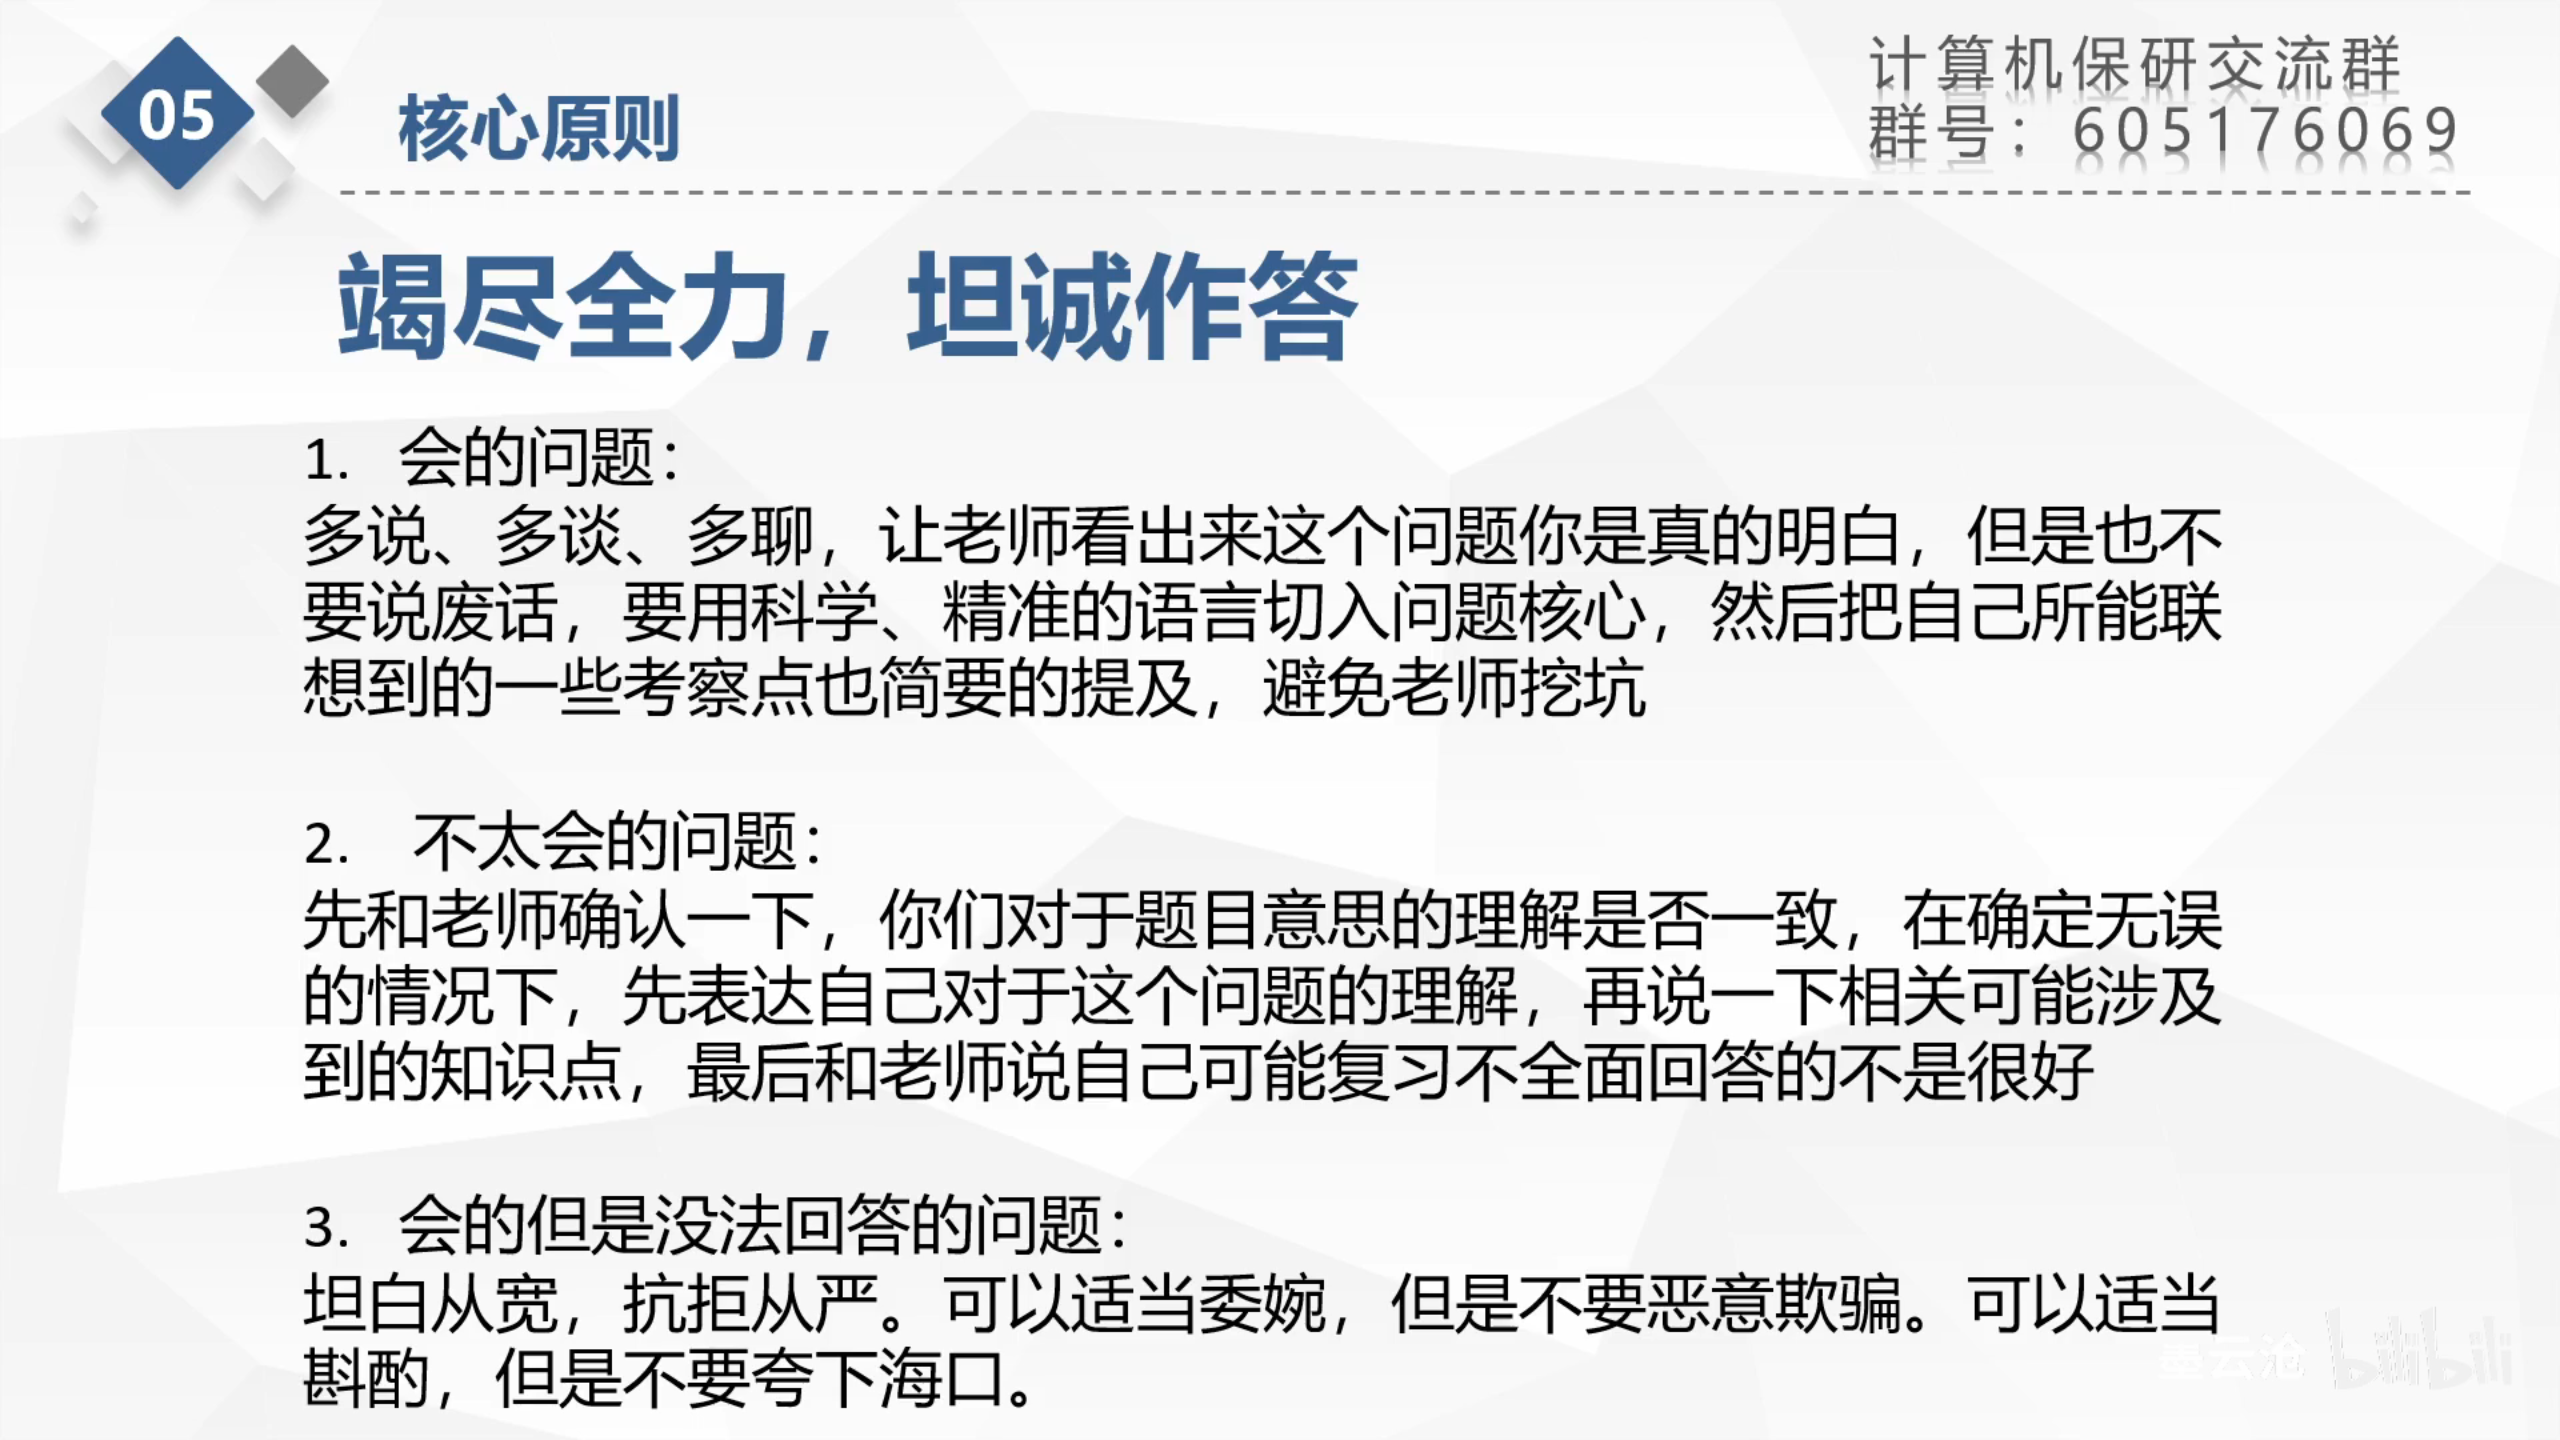 05
核心原则
计算机保研交流群
群号：605176069
竭尽全力，坦诚作答
1. 会的问题：
多说、多谈、多聊，让老师看出来这个问题你是真的明白，但是也不
要说废话，要用科学、精准的语言切入问题核心，然后把自己所能联
想到的一些考察点也简要的提及，避免老师挖坑
2. 不太会的问题：
先和老师确认一下，你们对于题目意思的理解是否一致，在确定无误
的情况下，先表达自己对于这个问题的理解，再说一下相关可能涉及
到的知识点，最后和老师说自己可能复习不全面回答的不是很好
3. 会的但是没法回答的问题：
坦白从宽，抗拒从严。可以适当委婉，但是不要恶意欺骗。可以适当
斟酌，但是不要夸下海口。
墨云沧 bilibili